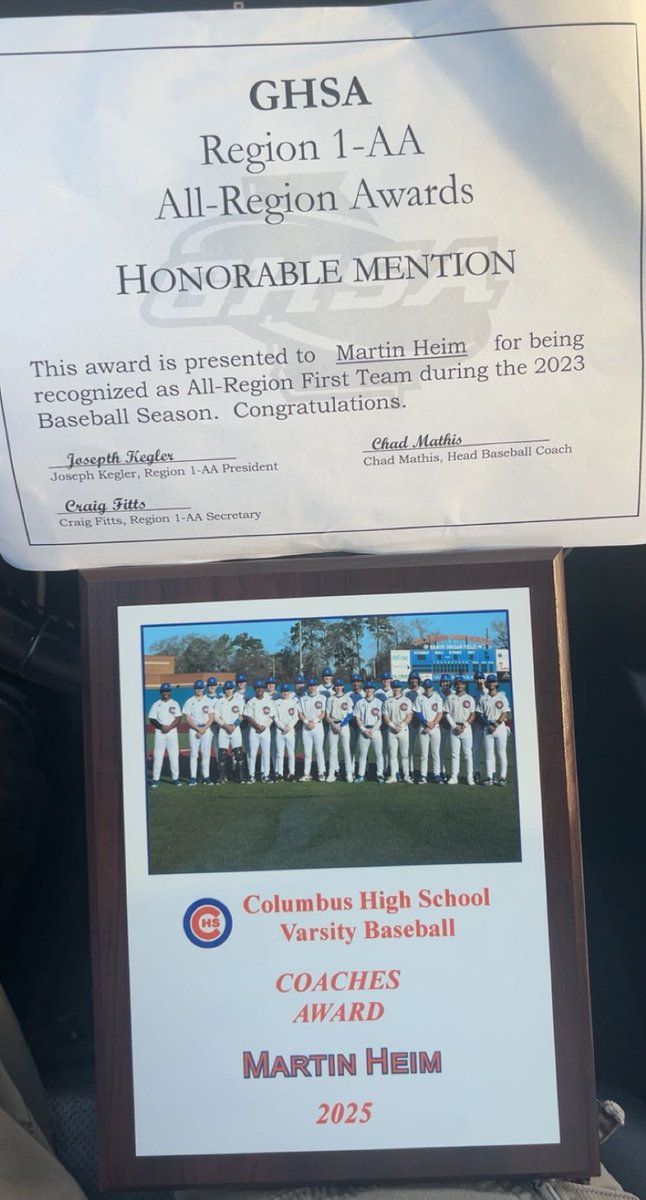 GHSA
Region 1-AA
All-Region Awards
HONORABLE MENTION
GHSA
This award is presented to Martin Heim for being
recognized as All-Region First Team during the 2023
Baseball Season. Congratulations.
Josepth Kegler
Joseph Kegler, Region 1-AA President
Chad Mathis
Chad Mathis, Head Baseball Coach
Craig Fitts
Craig Fitts, Region 1-AA Secretary
Aflac
CHS
Columbus High School
Varsity Baseball
COACHES
AWARD
MARTIN HEIM
2025